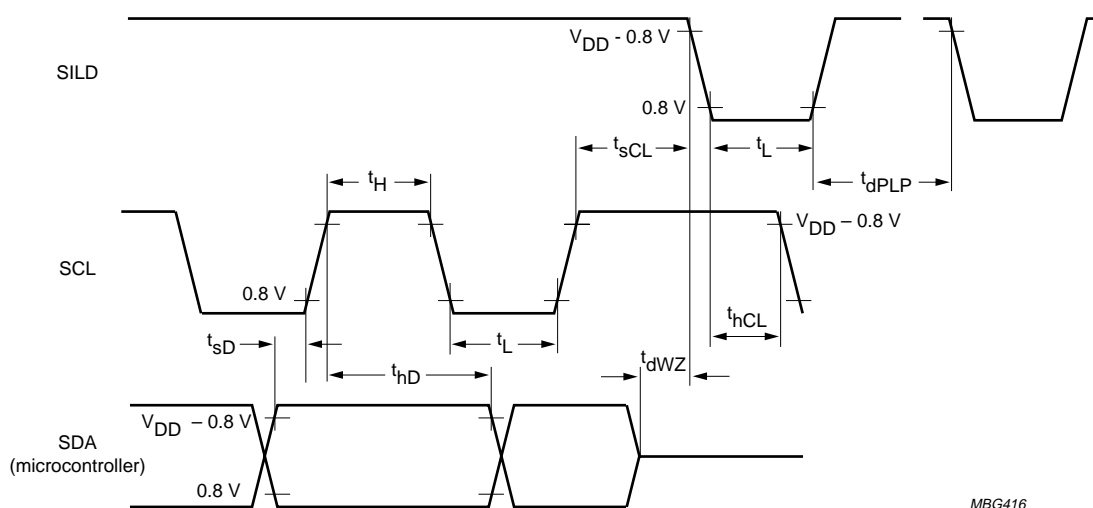 V_DD - 0.8 V
SILD
0.8 V
t_sCL
t_L
t_H
t_dPLP
V_DD – 0.8 V
SCL
0.8 V
t_hCL
t_sD
t_L
t_dWZ
t_hD
V_DD – 0.8 V
SDA
(microcontroller)
0.8 V
MBG416